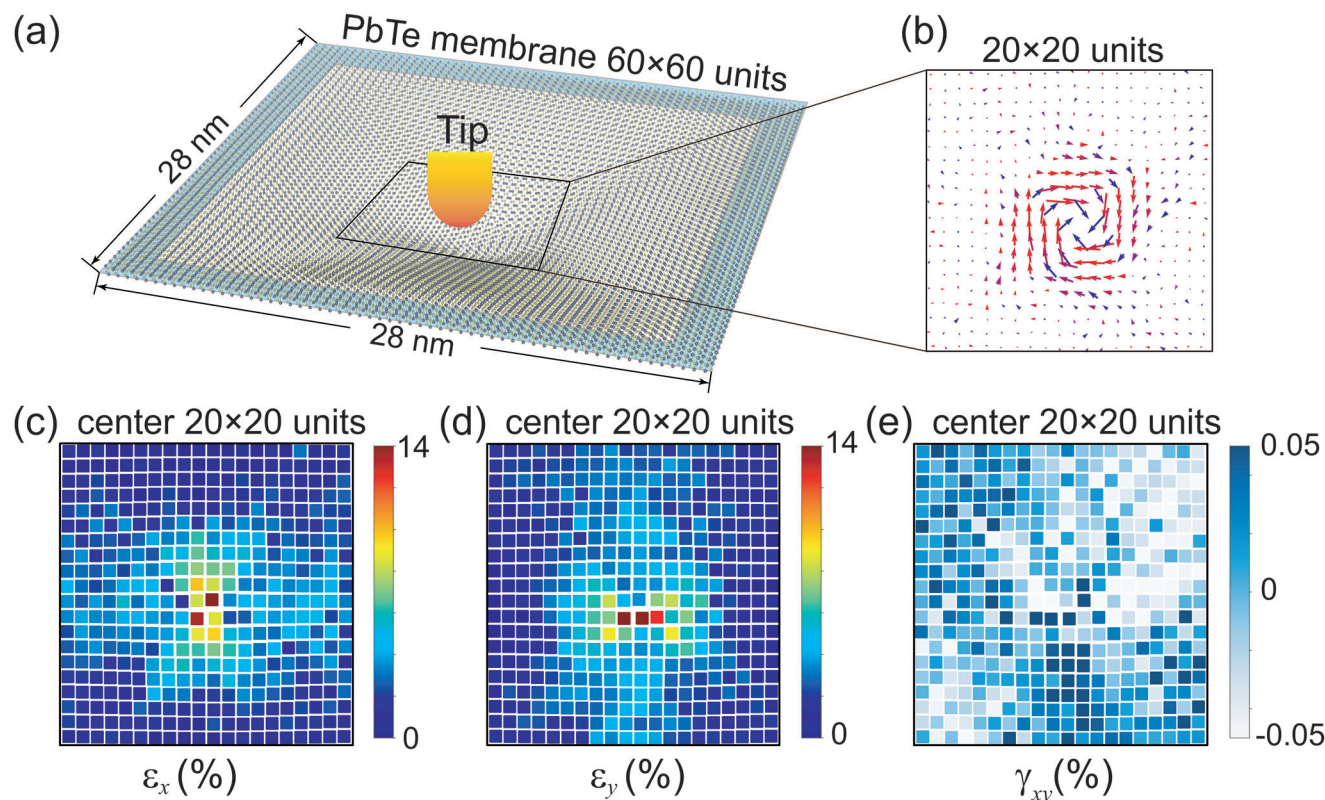 (a)
PbTe membrane 60×60 units
Tip
28 nm
28 nm
(b)
20×20 units
(c) center 20×20 units
14
0
εx (%)
(d) center 20×20 units
14
0
εy (%)
(e) center 20×20 units
0.05
0
-0.05
γxy(%)